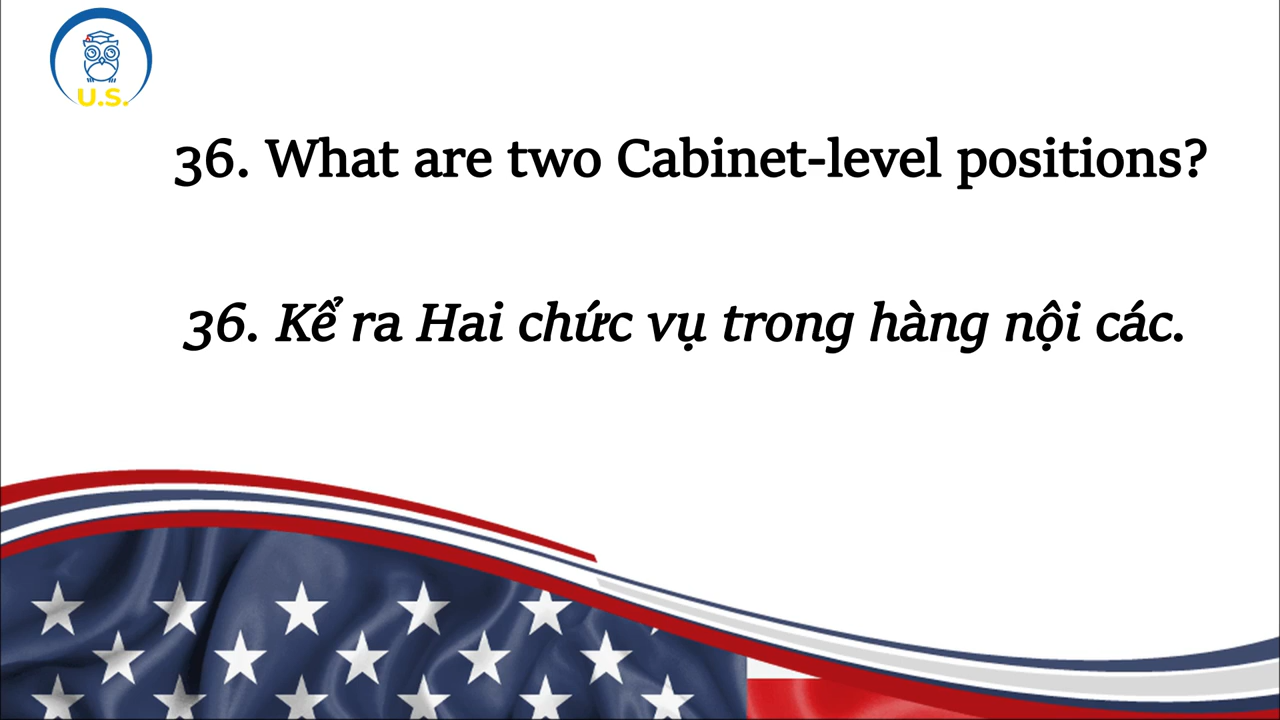 U.S.
36. What are two Cabinet-level positions?
36. Kể ra Hai chức vụ trong hàng nội các.